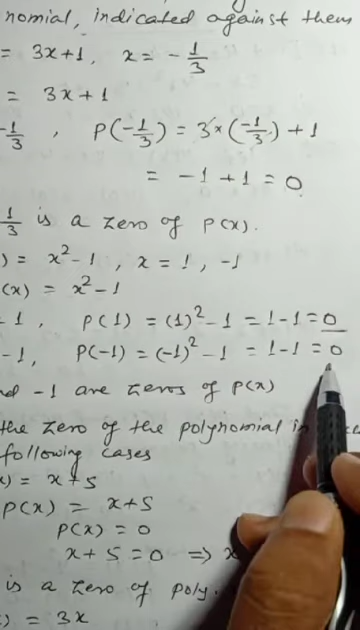 nomial, indicated against them
= 3x+1, x = -1/3
= 3x+1
-1/3, P(-1/3) = 3×(-1/3)+1
= -1+1 = 0
1/3 is a zero of P(x).
) = x²-1, x = 1, -1
(x) = x²-1
1, P(1) = (1)²-1 = 1-1 = 0
-1, P(-1) = (-1)²-1 = 1-1 = 0
nd -1 are zeros of P(x)
the zero of the polynomial in
following cases
) = x+5
P(x) = x+5
P(x) = 0
x+5 = 0 => x
is a zero of poly.
) = 3x